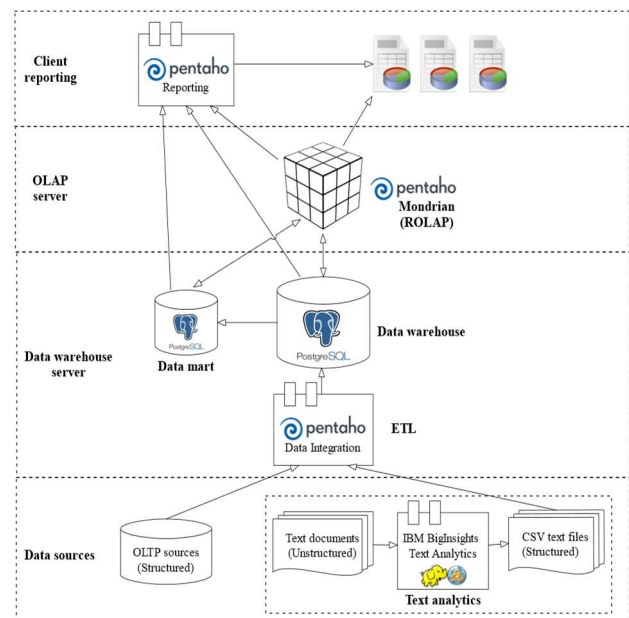 Client
reporting
pentaho
Reporting
OLAP
server
pentaho
Mondrian
(ROLAP)
Data warehouse
server
PostgreSQL
Data mart
PostgreSQL
Data warehouse
pentaho
Data Integration
ETL
Data sources
OLTP sources
(Structured)
Text documents
(Unstructured)
IBM BigInsights
Text Analytics
CSV text files
(Structured)
Text analytics